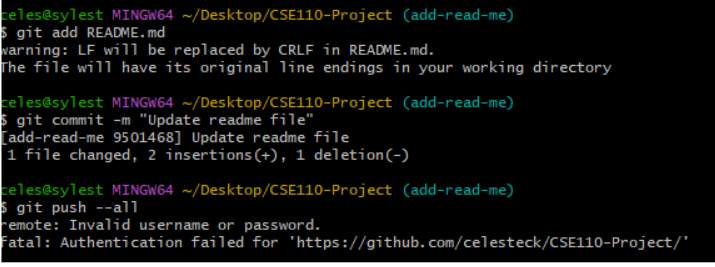 celes@sylest MINGW64 ~/Desktop/CSE110-Project (add-read-me)
$ git add README.md
warning: LF will be replaced by CRLF in README.md.
The file will have its original line endings in your working directory
celes@sylest MINGW64 ~/Desktop/CSE110-Project (add-read-me)
$ git commit -m "Update readme file"
[add-read-me 9501468] Update readme file
1 file changed, 2 insertions(+), 1 deletion(-)
celes@sylest MINGW64 ~/Desktop/CSE110-Project (add-read-me)
$ git push --all
remote: Invalid username or password.
fatal: Authentication failed for 'https://github.com/celesteck/CSE110-Project/'